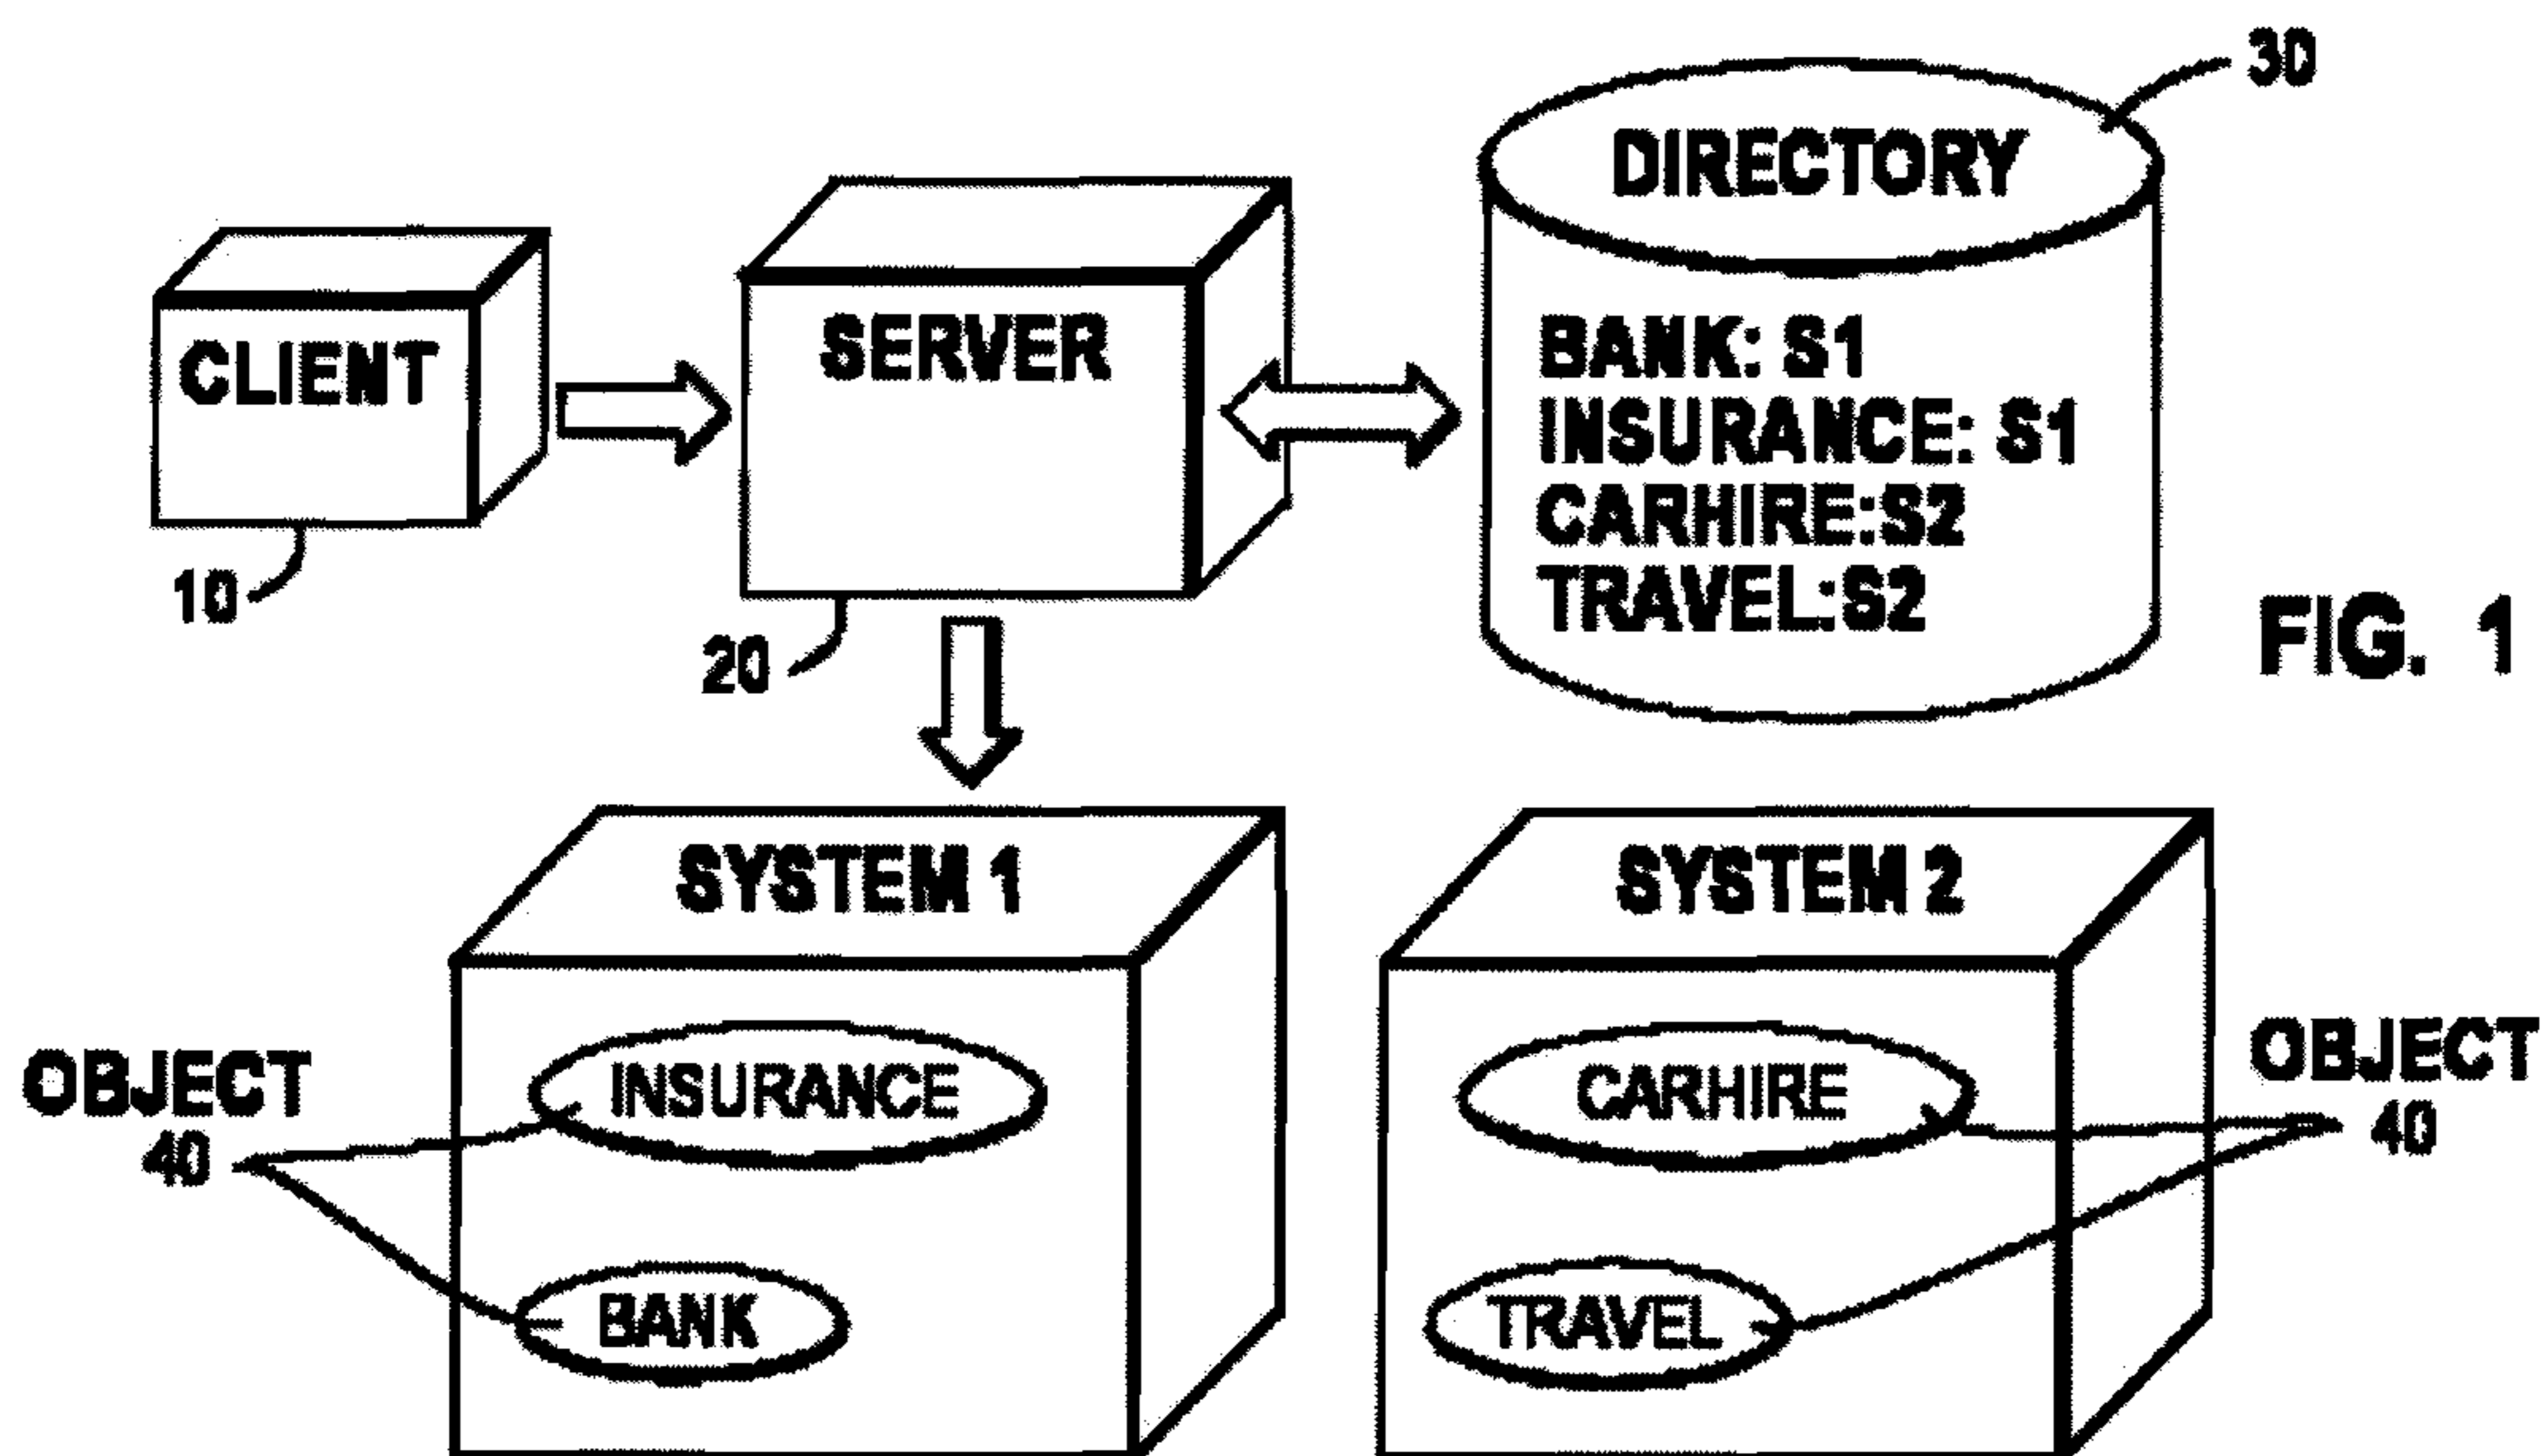 30
DIRECTORY
CLIENT
SERVER
BANK: S1
INSURANCE: S1
CARHIRE:S2
TRAVEL:S2
10
20
FIG. 1
SYSTEM 1
SYSTEM 2
OBJECT
40
INSURANCE
BANK
CARHIRE
TRAVEL
OBJECT
40